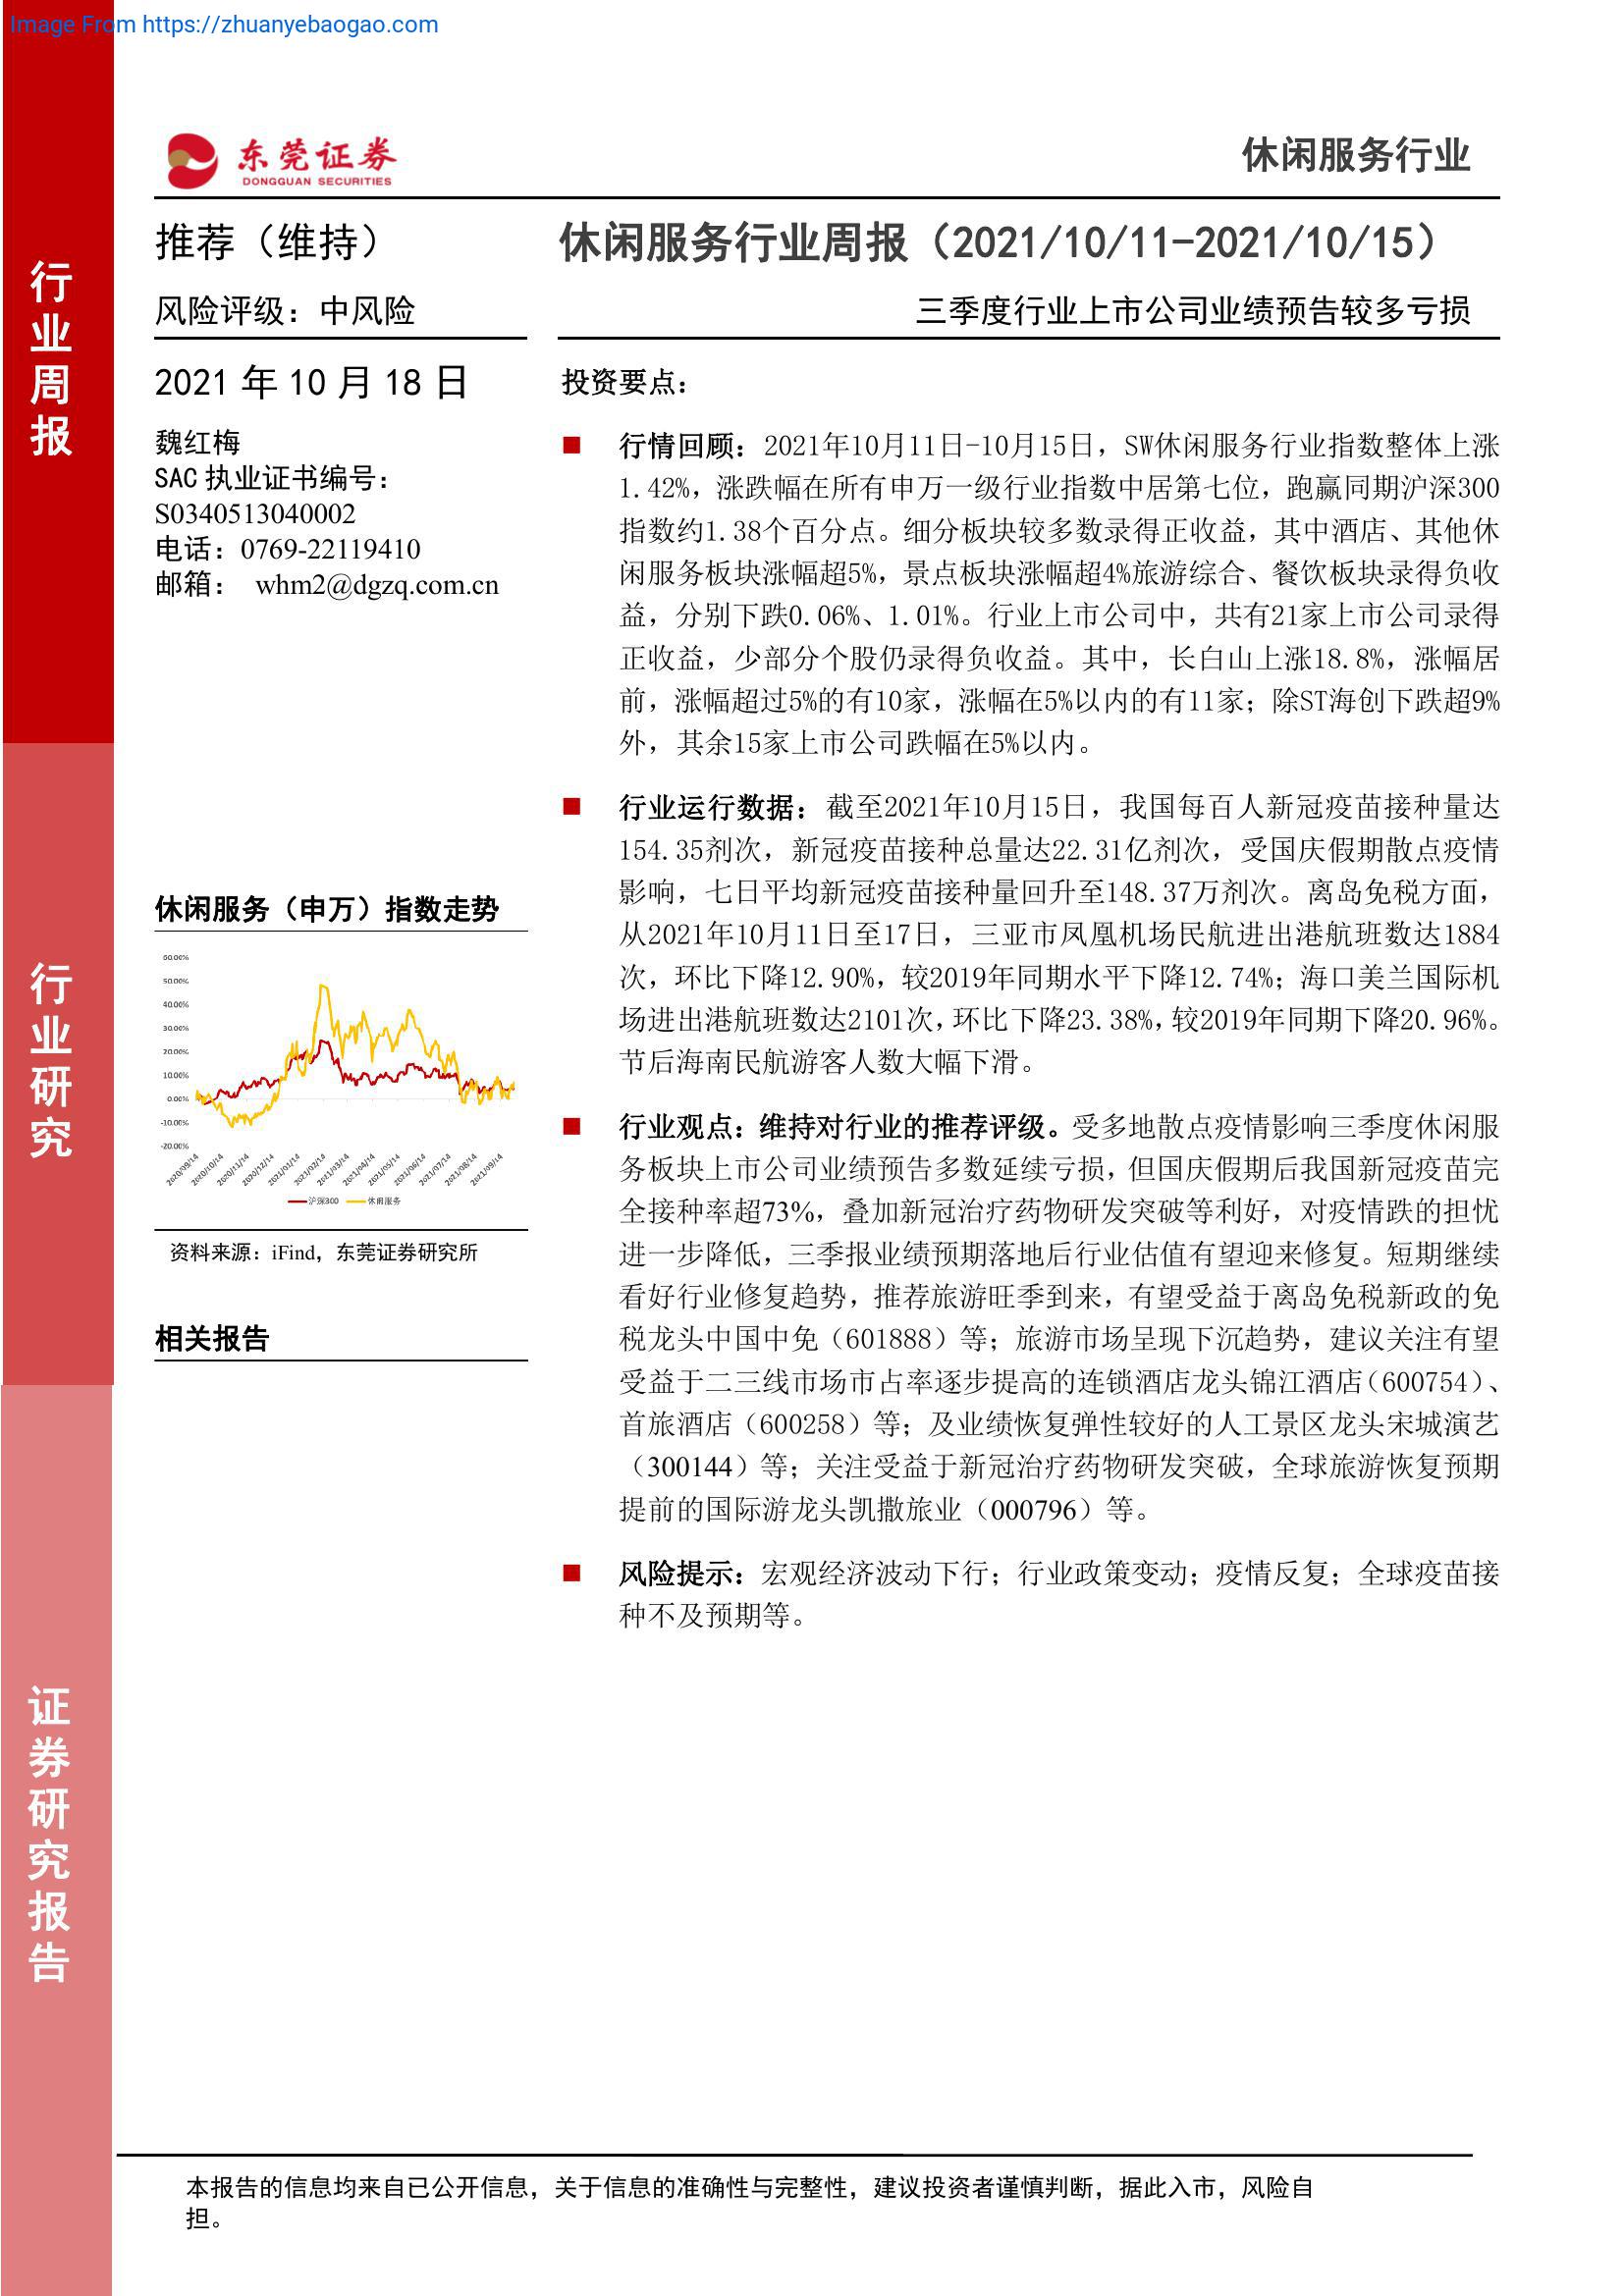 Image From https://zhuanyebaogao.com
行业周报
行业研究
证券研究报告
东莞证券
DONGGUAN SECURITIES
休闲服务行业
推荐（维持）
风险评级：中风险
2021 年 10 月 18 日
魏红梅
SAC 执业证书编号：
S0340513040002
电话：0769-22119410
邮箱： whm2@dgzq.com.cn
休闲服务（申万）指数走势
60.00%
50.00%
40.00%
30.00%
20.00%
10.00%
0.00%
-10.00%
-20.00%
2020/09/14
2020/10/14
2020/11/14
2020/12/14
2021/01/14
2021/02/14
2021/03/14
2021/04/14
2021/05/14
2021/06/14
2021/07/14
2021/08/14
2021/09/14
沪深300 休闲服务
资料来源：iFind，东莞证券研究所
相关报告
休闲服务行业周报（2021/10/11-2021/10/15）
三季度行业上市公司业绩预告较多亏损
投资要点：
■ 行情回顾：2021年10月11日-10月15日，SW休闲服务行业指数整体上涨
1.42%，涨跌幅在所有申万一级行业指数中居第七位，跑赢同期沪深300
指数约1.38个百分点。细分板块较多数录得正收益，其中酒店、其他休
闲服务板块涨幅超5%，景点板块涨幅超4%旅游综合、餐饮板块录得负收
益，分别下跌0.06%、1.01%。行业上市公司中，共有21家上市公司录得
正收益，少部分个股仍录得负收益。其中，长白山上涨18.8%，涨幅居
前，涨幅超过5%的有10家，涨幅在5%以内的有11家；除ST海创下跌超9%
外，其余15家上市公司跌幅在5%以内。
■ 行业运行数据：截至2021年10月15日，我国每百人新冠疫苗接种量达
154.35剂次，新冠疫苗接种总量达22.31亿剂次，受国庆假期散点疫情
影响，七日平均新冠疫苗接种量回升至148.37万剂次。离岛免税方面，
从2021年10月11日至17日，三亚市凤凰机场民航进出港航班数达1884
次，环比下降12.90%，较2019年同期水平下降12.74%；海口美兰国际机
场进出港航班数达2101次，环比下降23.38%，较2019年同期下降20.96%。
节后海南民航游客人数大幅下滑。
■ 行业观点：维持对行业的推荐评级。受多地散点疫情影响三季度休闲服
务板块上市公司业绩预告多数延续亏损，但国庆假期后我国新冠疫苗完
全接种率超73%，叠加新冠治疗药物研发突破等利好，对疫情跌的担忧
进一步降低，三季报业绩预期落地后行业估值有望迎来修复。短期继续
看好行业修复趋势，推荐旅游旺季到来，有望受益于离岛免税新政的免
税龙头中国中免（601888）等；旅游市场呈现下沉趋势，建议关注有望
受益于二三线市场市占率逐步提高的连锁酒店龙头锦江酒店（600754）、
首旅酒店（600258）等；及业绩恢复弹性较好的人工景区龙头宋城演艺
（300144）等；关注受益于新冠治疗药物研发突破，全球旅游恢复预期
提前的国际游龙头凯撒旅业（000796）等。
■ 风险提示：宏观经济波动下行；行业政策变动；疫情反复；全球疫苗接
种不及预期等。
本报告的信息均来自已公开信息，关于信息的准确性与完整性，建议投资者谨慎判断，据此入市，风险自
担。